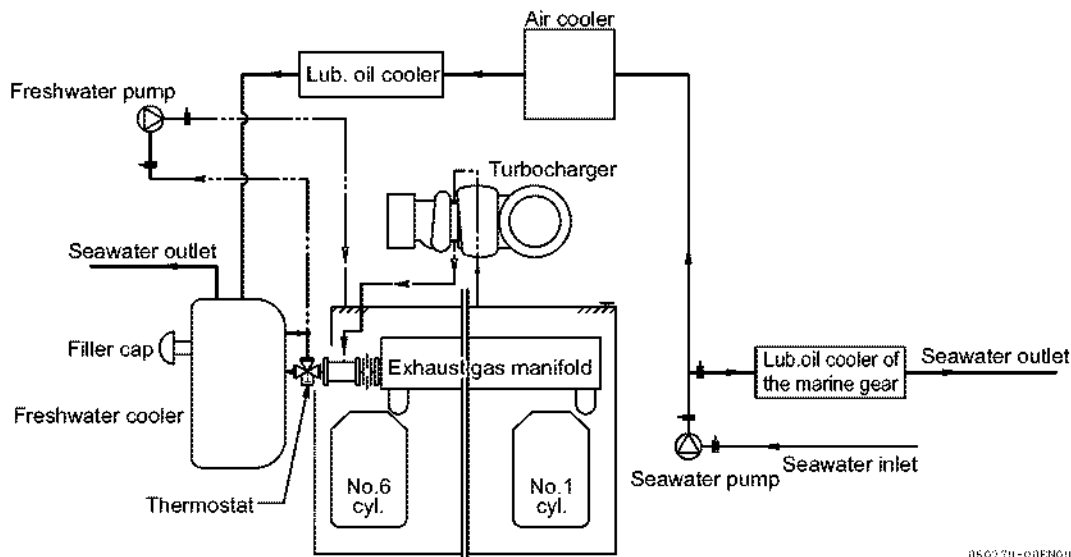 Air cooler
Lub. oil cooler
Freshwater pump
Turbocharger
Seawater outlet
Filler cap
Exhaust gas manifold
Lub.oil cooler of
the marine gear
Seawater outlet
Freshwater cooler
Seawater inlet
Seawater pump
Thermostat
No.6
cyl.
No.1
cyl.